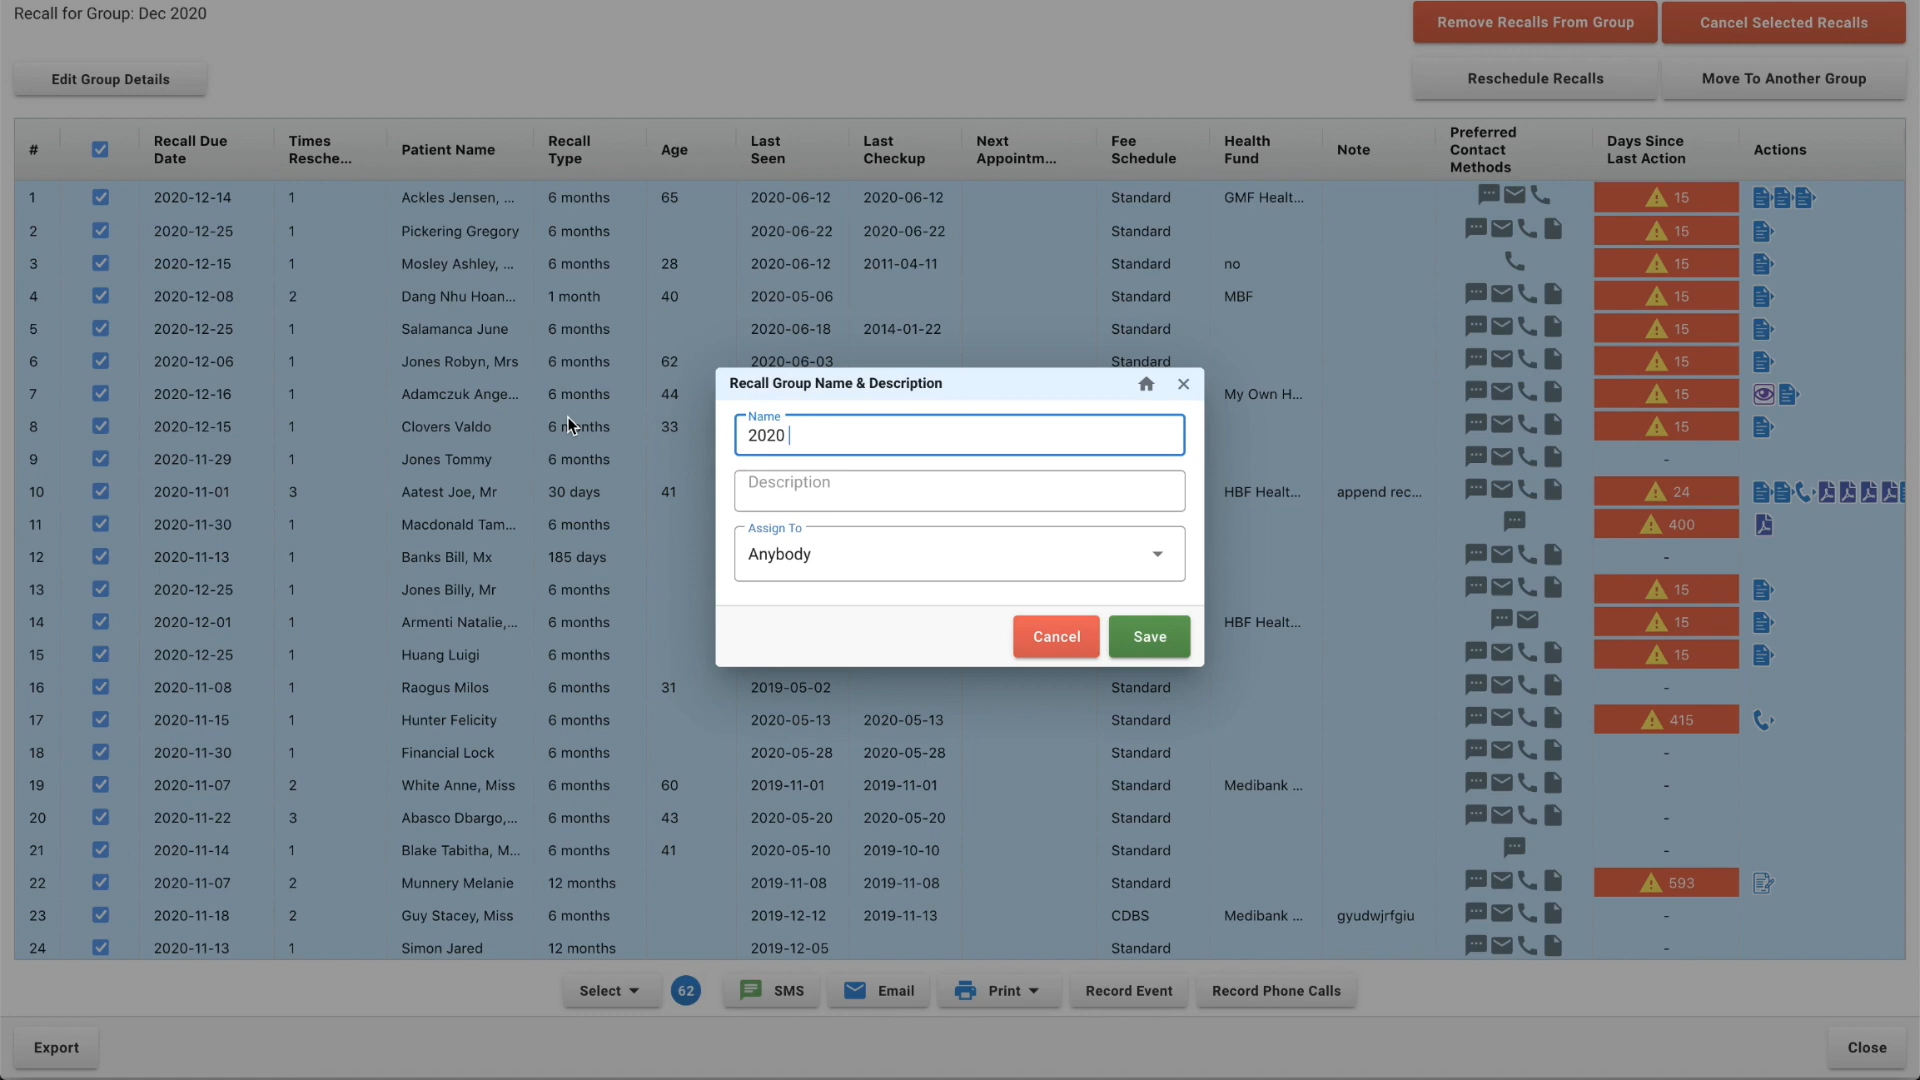 Recall for Group: Dec 2020
Remove Recalls From Group Cancel Selected Recalls
Edit Group Details Reschedule Recalls Move To Another Group
# Recall Due Date Times Resche... Patient Name Recall Type Age Last Seen Last Checkup Next Appointm... Fee Schedule Health Fund Note Preferred Contact Methods Days Since Last Action Actions
1 2020-12-14 1 Ackles Jensen, ... 6 months 65 2020-06-12 2020-06-12 Standard GMF Healt... 15
2 2020-12-25 1 Pickering Gregory 6 months 2020-06-22 2020-06-22 Standard 15
3 2020-12-15 1 Mosley Ashley, ... 6 months 28 2020-06-12 2011-04-11 Standard no 15
4 2020-12-08 2 Dang Nhu Hoan... 1 month 40 2020-05-06 Standard MBF 15
5 2020-12-25 1 Salamanca June 6 months 2020-06-18 2014-01-22 Standard 15
6 2020-12-06 1 Jones Robyn, Mrs 6 months 62 2020-06-03 Standard 15
7 2020-12-16 1 Adamczuk Ange... 6 months 44 My Own H... 15
8 2020-12-15 1 Clovers Valdo 6 months 33 15
9 2020-11-29 1 Jones Tommy 6 months -
10 2020-11-01 3 Aatest Joe, Mr 30 days 41 HBF Healt... append rec... 24
11 2020-11-30 1 Macdonald Tam... 6 months 400
12 2020-11-13 1 Banks Bill, Mx 185 days -
13 2020-12-25 1 Jones Billy, Mr 6 months 15
14 2020-12-01 1 Armenti Natalie,... 6 months HBF Healt... 15
15 2020-12-25 1 Huang Luigi 6 months 15
16 2020-11-08 1 Raogus Milos 6 months 31 2019-05-02 Standard -
17 2020-11-15 1 Hunter Felicity 6 months 2020-05-13 2020-05-13 Standard 415
18 2020-11-30 1 Financial Lock 6 months 2020-05-28 2020-05-28 Standard -
19 2020-11-07 2 White Anne, Miss 6 months 60 2019-11-01 2019-11-01 Standard Medibank ... -
20 2020-11-22 3 Abasco Dbargo,... 6 months 43 2020-05-20 2020-05-20 Standard -
21 2020-11-14 1 Blake Tabitha, M... 6 months 41 2020-05-10 2019-10-10 Standard -
22 2020-11-07 2 Munnery Melanie 12 months 2019-11-08 2019-11-08 Standard 593
23 2020-11-18 2 Guy Stacey, Miss 6 months 2019-12-12 2019-11-13 CDBS Medibank ... gyudwjrfgiu -
24 2020-11-13 1 Simon Jared 12 months 2019-12-05 Standard -
Recall Group Name & Description
Name
2020
Description
Assign To
Anybody
Cancel Save
Select 62 SMS Email Print Record Event Record Phone Calls
Export Close